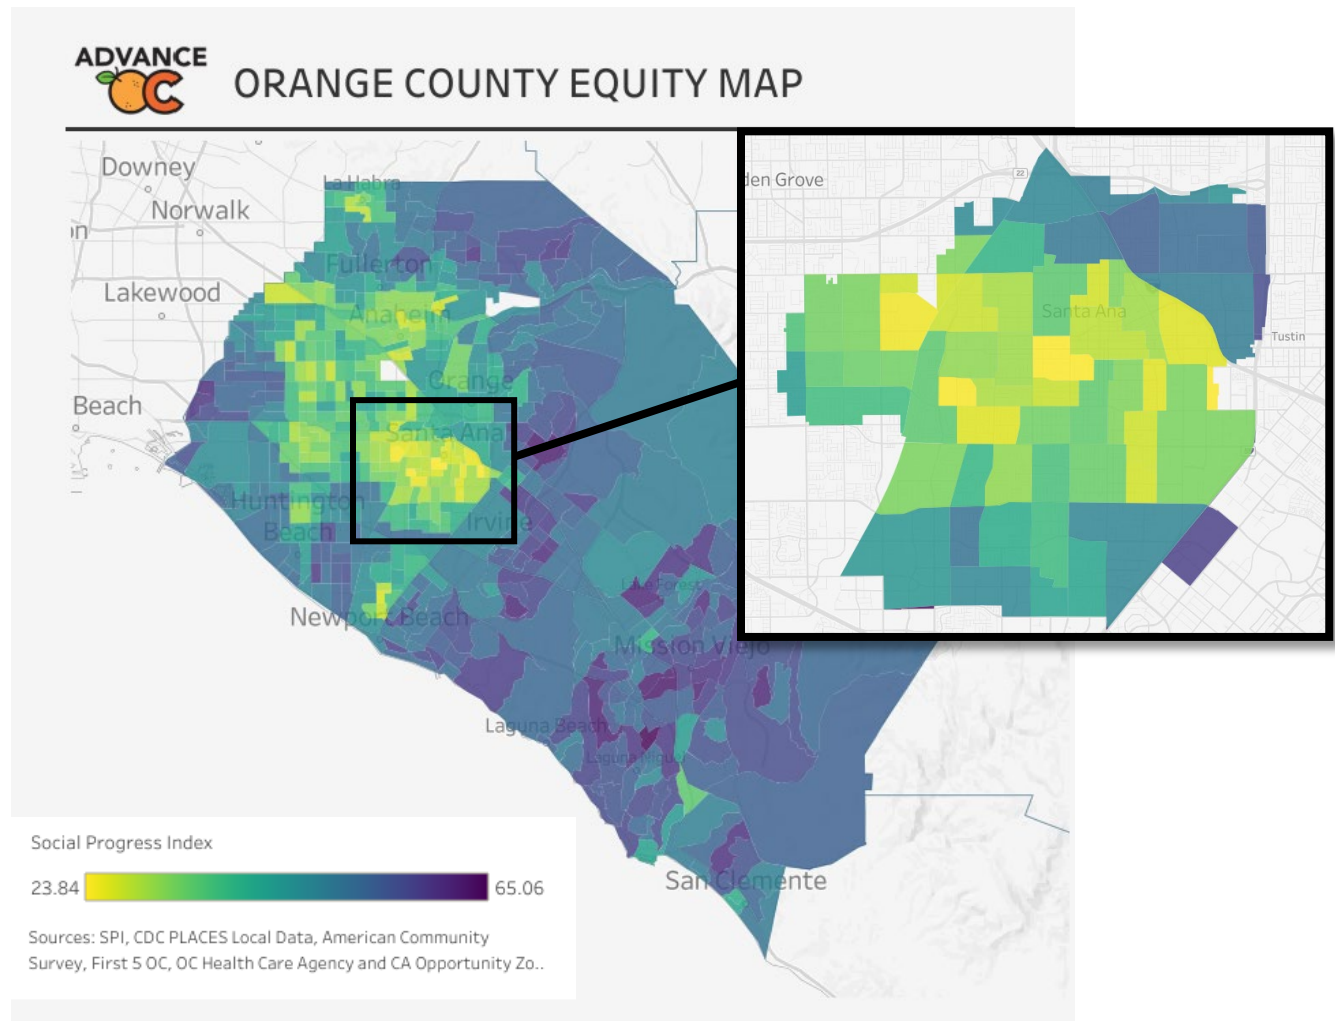 ADVANCE
OC
ORANGE COUNTY EQUITY MAP
Downey
La Habra
Norwalk
Fullerton
Lakewood
Anaheim
Orange
Beach
Santa Ana
Huntington
Beach
Irvine
Lake Forest
Newport Beach
Mission Viejo
Laguna Beach
Laguna Niguel
San Clemente
den Grove
22
Santa Ana
Tustin
Social Progress Index
23.84
65.06
Sources: SPI, CDC PLACES Local Data, American Community
Survey, First 5 OC, OC Health Care Agency and CA Opportunity Zo..